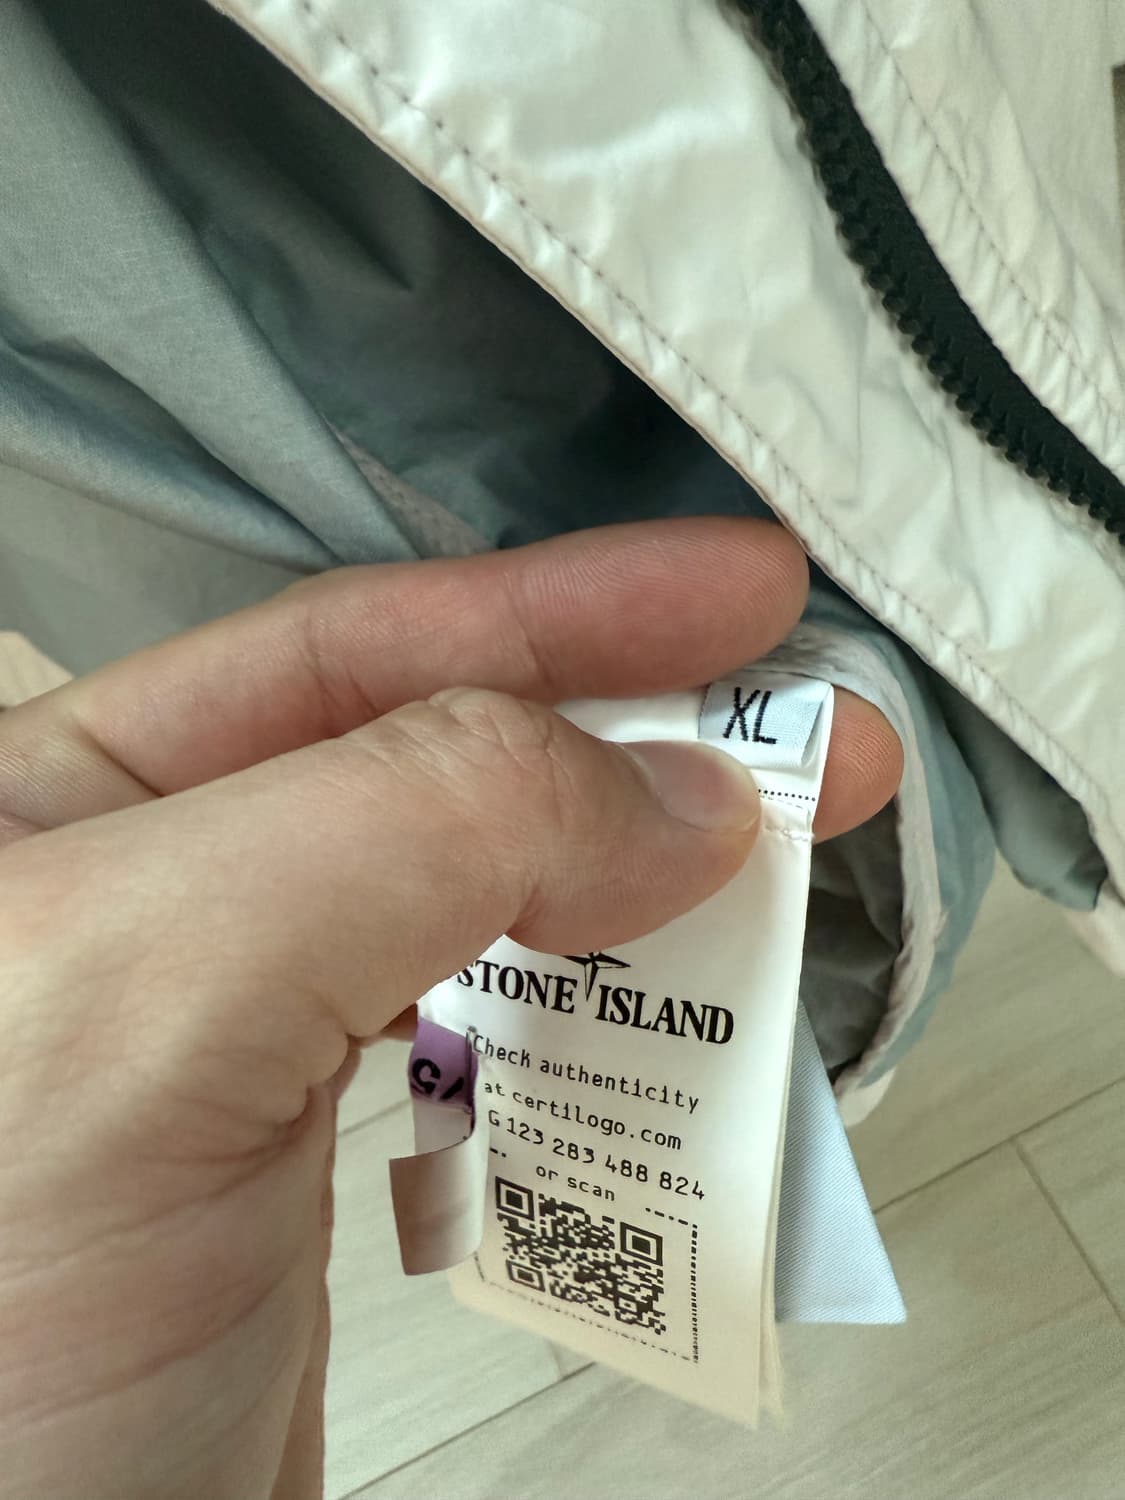 XL
STONE ISLAND
Check authenticity
at certilogo.com
G 123 283 488 824
or scan